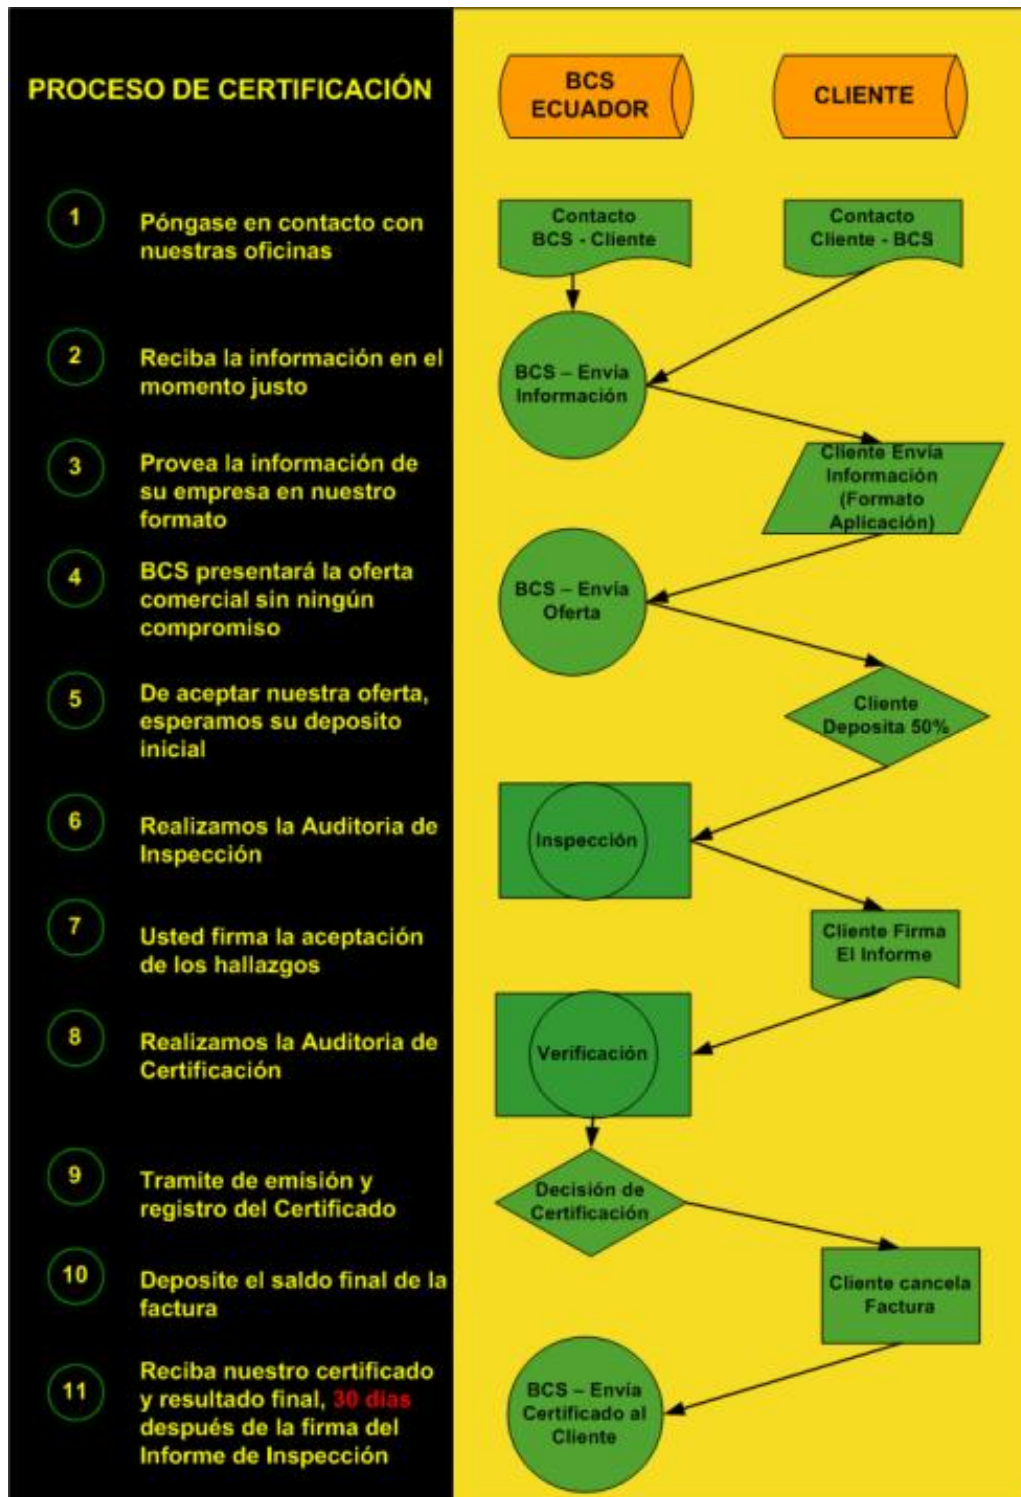 PROCESO DE CERTIFICACIÓN
BCS
ECUADOR
CLIENTE
1
Póngase en contacto con
nuestras oficinas
Contacto
BCS - Cliente
Contacto
Cliente - BCS
2
Reciba la información en el
momento justo
BCS – Envía
Información
3
Provea la información de
su empresa en nuestro
formato
Cliente Envía
Información
(Formato
Aplicación)
4
BCS presentará la oferta
comercial sin ningún
compromiso
BCS – Envía
Oferta
5
De aceptar nuestra oferta,
esperamos su deposito
inicial
Cliente
Deposita 50%
6
Realizamos la Auditoria de
Inspección
Inspección
7
Usted firma la aceptación
de los hallazgos
Cliente Firma
El Informe
8
Realizamos la Auditoria de
Certificación
Verificación
9
Tramite de emisión y
registro del Certificado
Decisión de
Certificación
10
Deposite el saldo final de la
factura
Cliente cancela
Factura
11
Reciba nuestro certificado
y resultado final, 30 días
después de la firma del
Informe de Inspección
BCS – Envía
Certificado al
Cliente